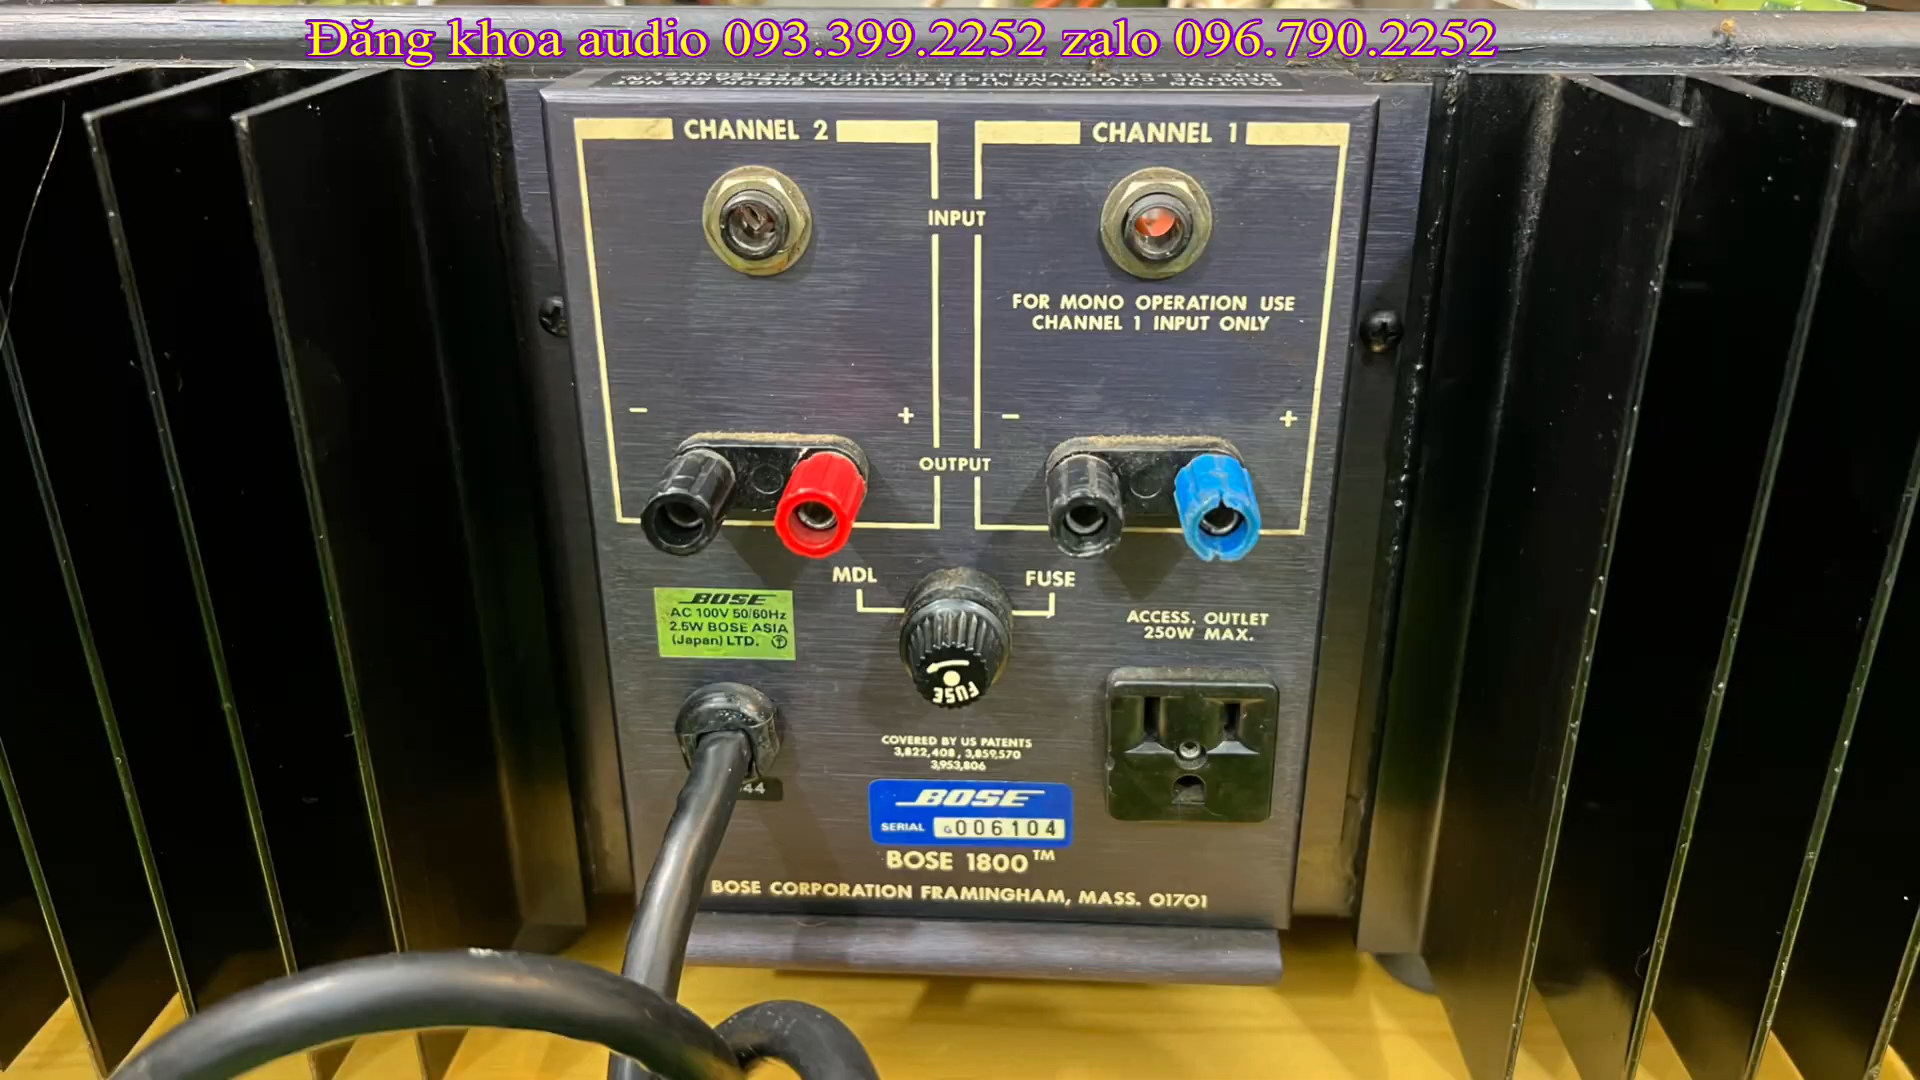 Đăng khoa audio 093.399.2252 zalo 096.790.2252
CHANNEL 2
CHANNEL 1
INPUT
FOR MONO OPERATION USE
CHANNEL 1 INPUT ONLY
− +
− +
OUTPUT
MDL
FUSE
BOSE
AC 100V 50/60Hz
2.6W BOSE ASIA
(Japan) LTD.
ACCESS. OUTLET
250W MAX.
FUSE
COVERED BY US PATENTS
3,822,408, 3,859,570
3,953,806
44
BOSE
SERIAL G006104
BOSE 1800™
BOSE CORPORATION FRAMINGHAM, MASS. 01701